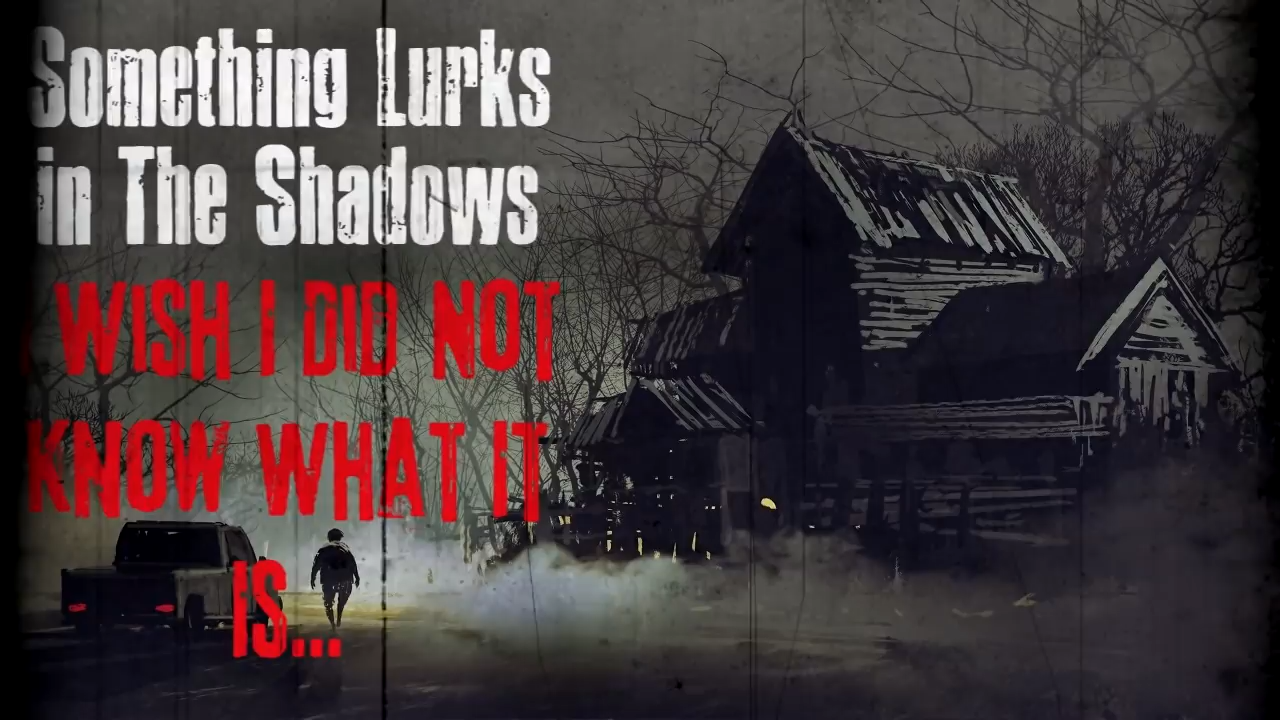 Something Lurks
in The Shadows
I WISH I DID NOT
KNOW WHAT IT
IS...